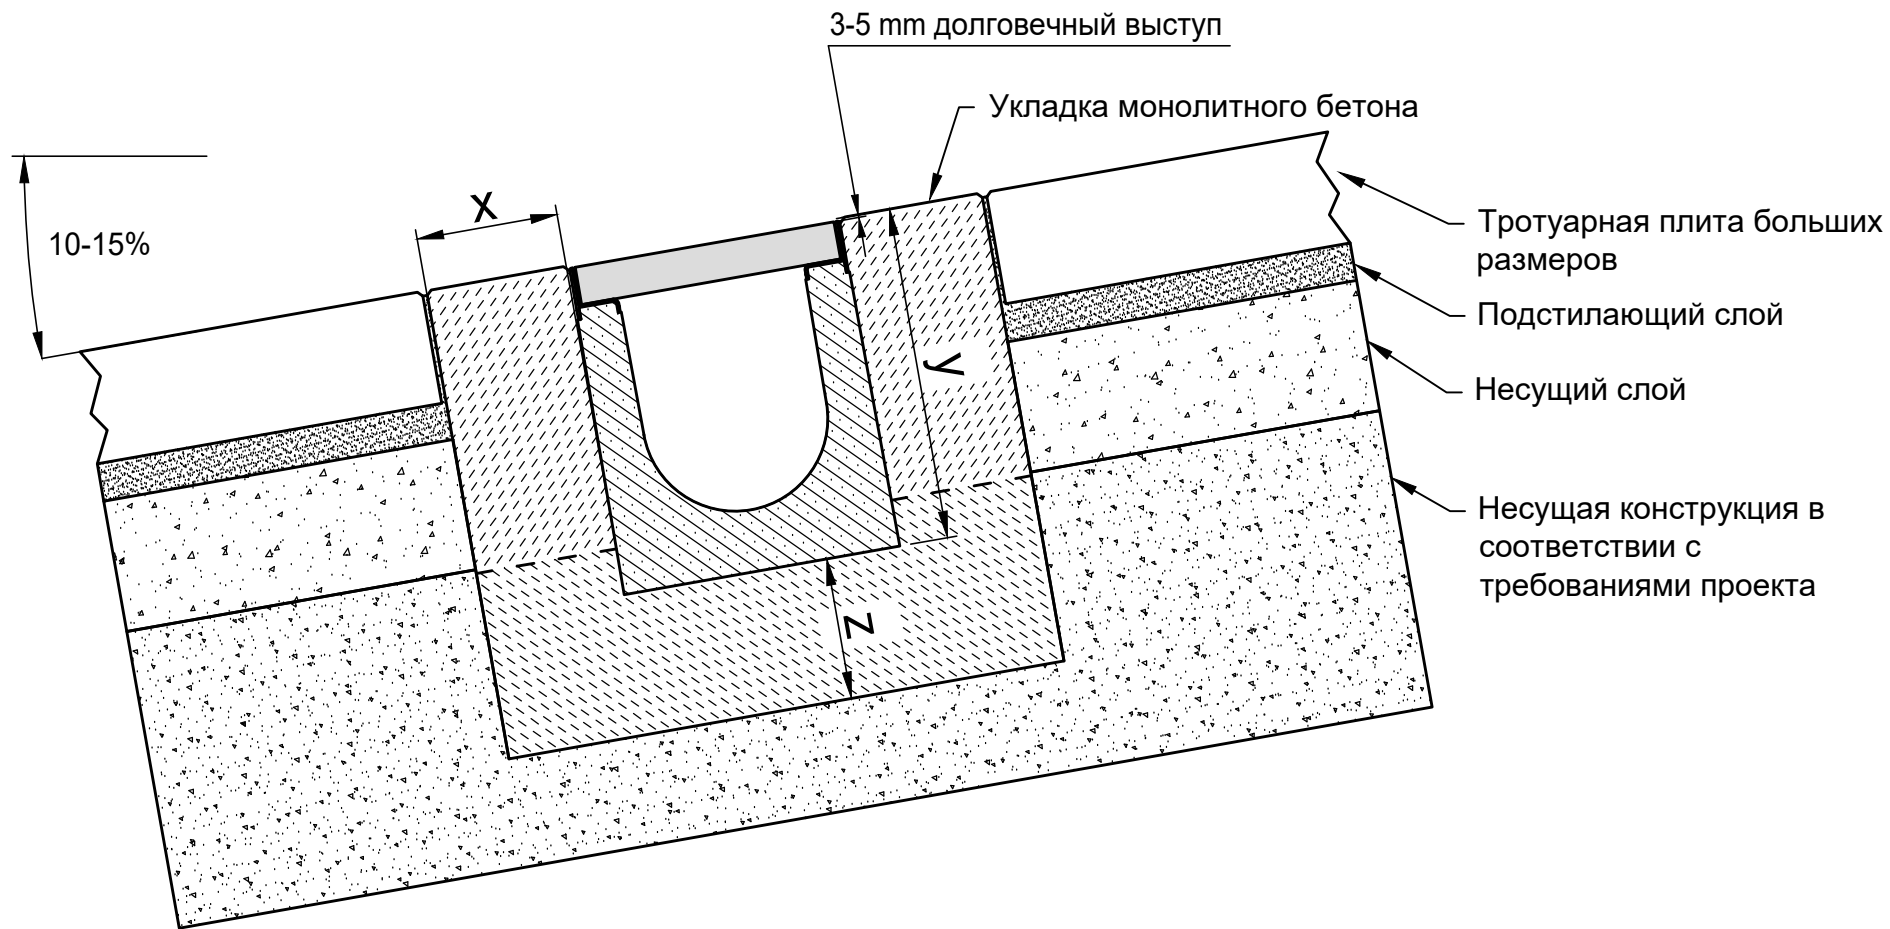 3-5 mm долговечный выступ
Укладка монолитного бетона
10-15%
x
y
z
Тротуарная плита больших
размеров
Подстилающий слой
Несущий слой
Несущая конструкция в
соответствии с
требованиями проекта